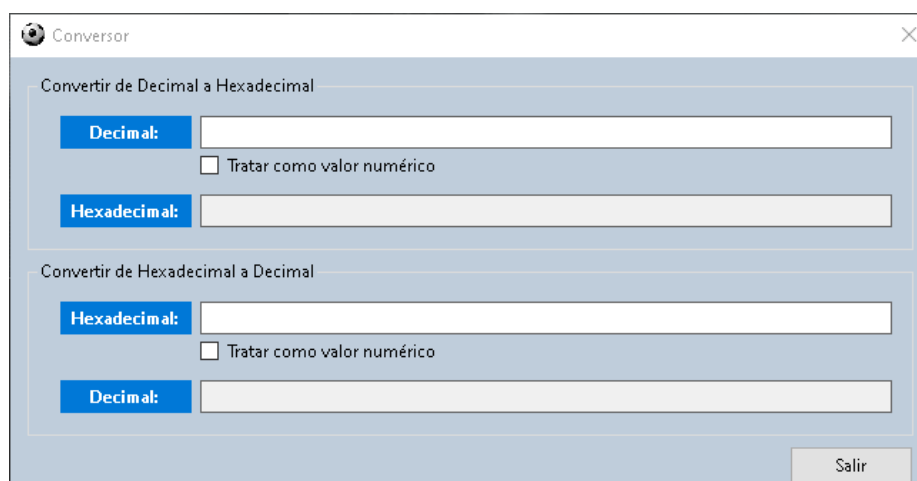 Conversor
Convertir de Decimal a Hexadecimal
Decimal:
Tratar como valor numérico
Hexadecimal:
Convertir de Hexadecimal a Decimal
Hexadecimal:
Tratar como valor numérico
Decimal:
Salir